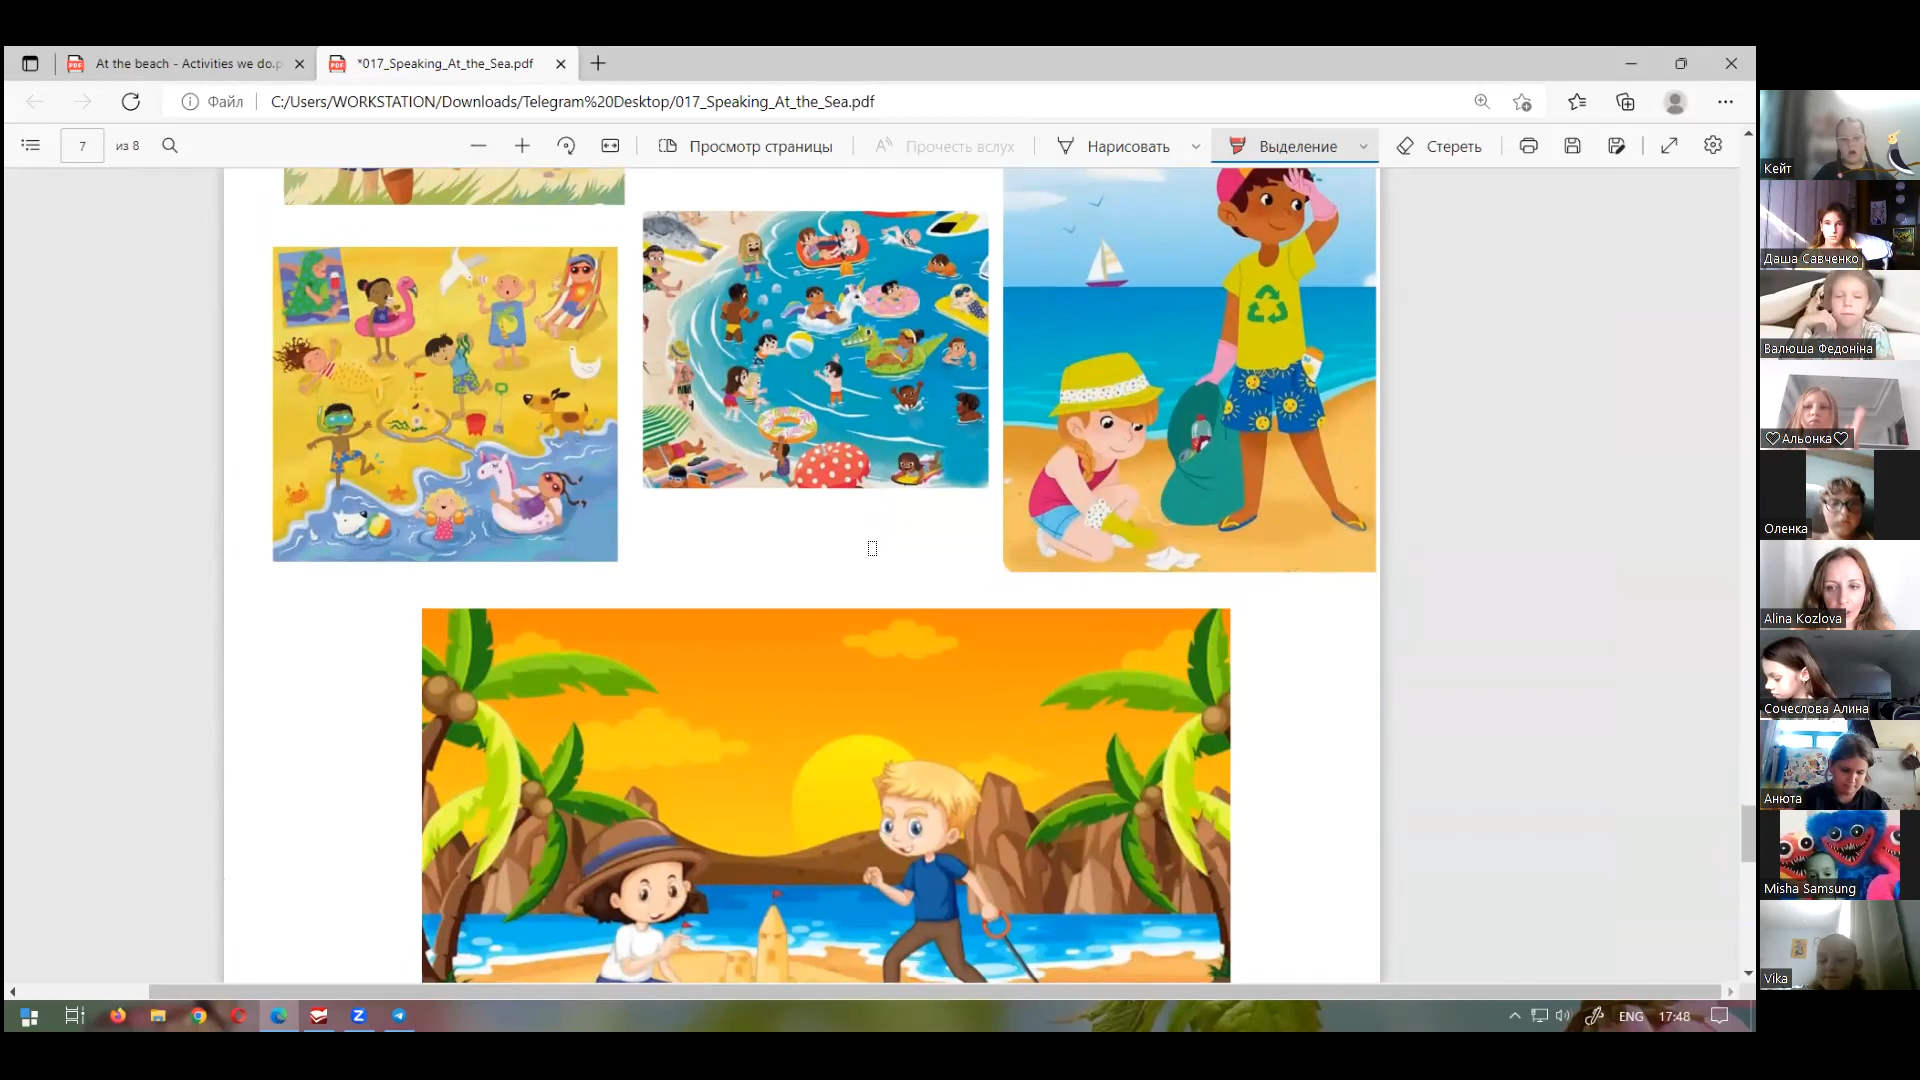 At the beach - Activities we do.p
*017_Speaking_At_the_Sea.pdf
Файл
C:/Users/WORKSTATION/Downloads/Telegram%20Desktop/017_Speaking_At_the_Sea.pdf
7 из 8
Просмотр страницы
Прочесть вслух
Нарисовать
Выделение
Стереть
Кейт
Даша Савченко
Валюша Федоніна
♡Альонка♡
Оленка
Alina Kozlova
Сочеслова Алина
Анюта
Misha Samsung
Vika
ENG 17:48